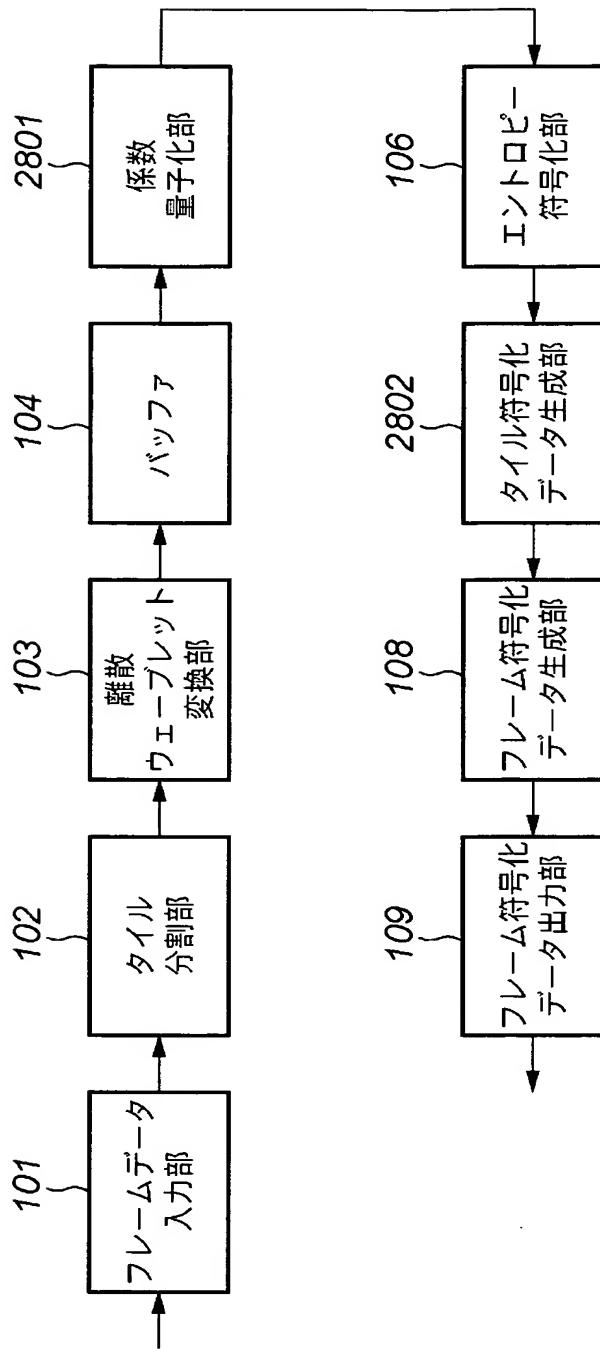 101
フレームデータ
入力部
102
タイル
分割部
103
離散
ウェーブレット
変換部
104
バッファ
2801
係数
量子化部
106
エントロピー
符号化部
2802
タイル符号化
データ生成部
108
フレーム符号化
データ生成部
109
フレーム符号化
データ出力部